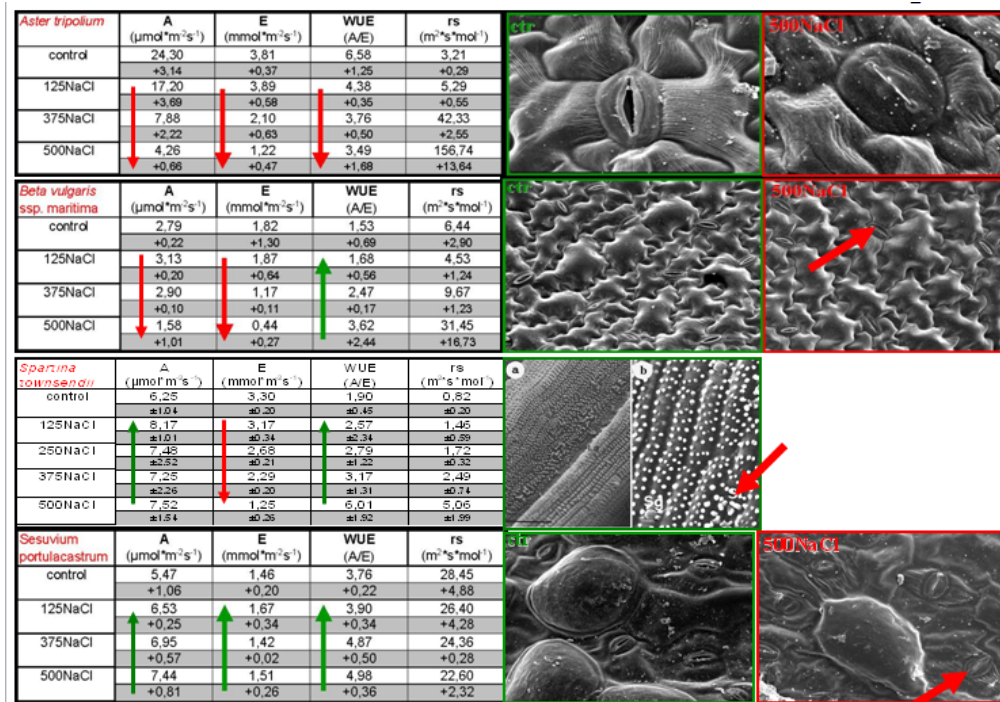 Aster tripolium A E WUE rs
(µmol*m⁻²s⁻¹) (mmol*m⁻²s⁻¹) (A/E) (m²*s*mol⁻¹)
control 24,30 3,81 6,58 3,21
+3,14 +0,37 +1,25 +0,29
125NaCl 17,20 3,89 4,38 5,29
+3,69 +0,58 +0,35 +0,55
375NaCl 7,88 2,10 3,76 42,33
+2,22 +0,63 +0,50 +2,55
500NaCl 4,26 1,22 3,49 156,74
+0,66 +0,47 +1,68 +13,64
ctr
500NaCl
Beta vulgaris A E WUE rs
ssp. maritima (µmol*m⁻²s⁻¹) (mmol*m⁻²s⁻¹) (A/E) (m²*s*mol⁻¹)
control 2,79 1,82 1,53 6,44
+0,22 +1,30 +0,69 +2,90
125NaCl 3,13 1,87 1,68 4,53
+0,20 +0,64 +0,56 +1,24
375NaCl 2,90 1,17 2,47 9,67
+0,10 +0,11 +0,17 +1,23
500NaCl 1,58 0,44 3,62 31,45
+1,01 +0,27 +2,44 +16,73
ctr
500NaCl
Spartina A E WUE rs
townsendii (µmol*m⁻²s⁻¹) (mmol*m⁻²s⁻¹) (A/E) (m²*s*mol⁻¹)
control 6,25 3,30 1,90 0,82
±1.04 ±0.20 ±0.45 ±0.20
125NaCl 8,17 3,17 2,57 1,46
±1.01 ±0.34 ±2.34 ±0.59
250NaCl 7,48 2,68 2,79 1,72
±2.52 ±0.21 ±1.22 ±0.32
375NaCl 7,25 2,29 3,17 2,49
±2.26 ±0.20 ±1.31 ±0.74
500NaCl 7,52 1,25 6,01 5,06
±1.54 ±0.26 ±1.92 ±1.99
a
b
Sg
Sesuvium A E WUE rs
portulacastrum (µmol*m⁻²s⁻¹) (mmol*m⁻²s⁻¹) (A/E) (m²*s*mol⁻¹)
control 5,47 1,46 3,76 28,45
+1,06 +0,20 +0,22 +4,88
125NaCl 6,53 1,67 3,90 26,40
+0,25 +0,34 +0,34 +4,28
375NaCl 6,95 1,42 4,87 24,36
+0,57 +0,02 +0,50 +0,28
500NaCl 7,44 1,51 4,98 22,60
+0,81 +0,26 +0,36 +2,32
ctr
500NaCl